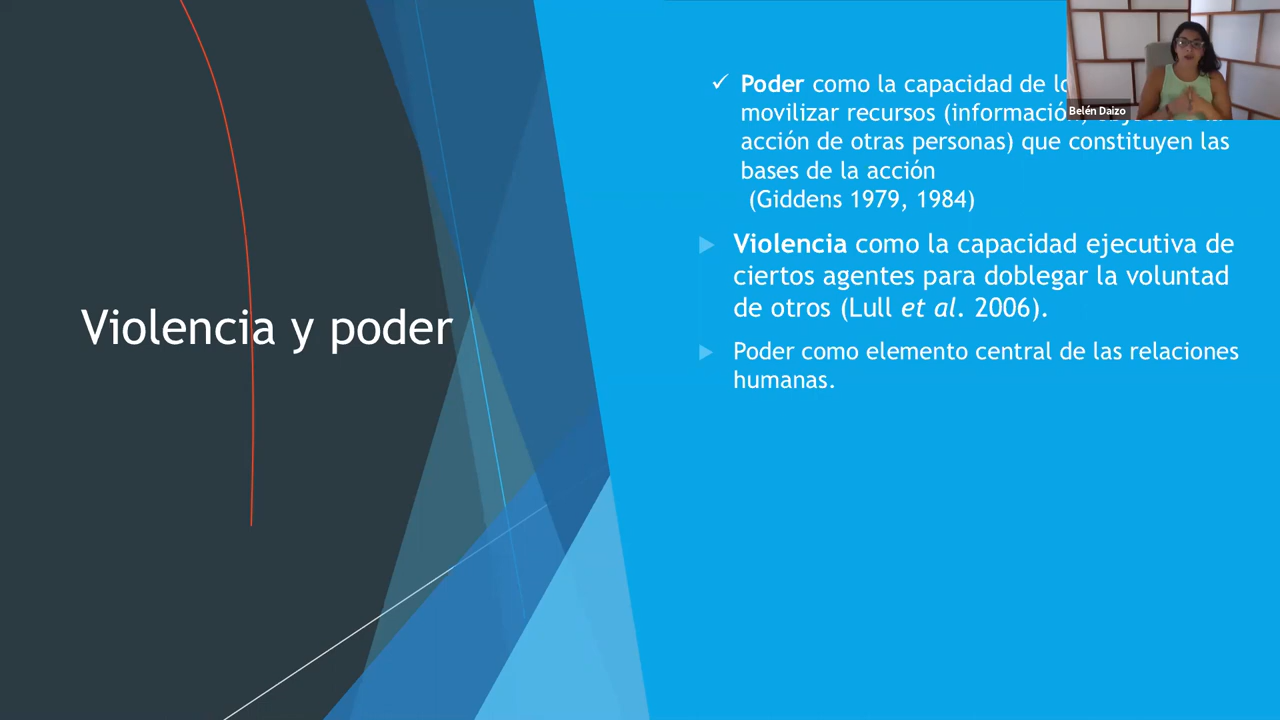 Violencia y poder
✓ Poder como la capacidad de
movilizar recursos (información,
acción de otras personas) que constituyen las
bases de la acción
(Giddens 1979, 1984)
Violencia como la capacidad ejecutiva de
ciertos agentes para doblegar la voluntad
de otros (Lull et al. 2006).
Poder como elemento central de las relaciones
humanas.
Belén Daizo